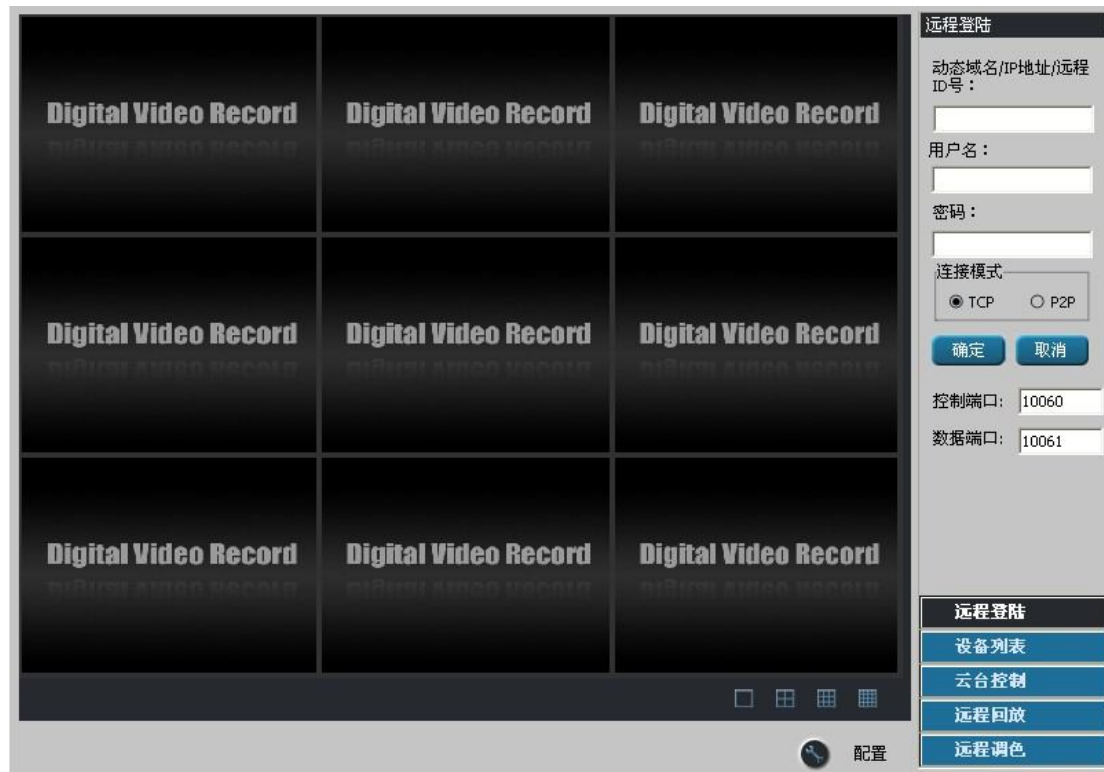 Digital Video Record
Digital Video Record
Digital Video Record
Digital Video Record
Digital Video Record
Digital Video Record
Digital Video Record
Digital Video Record
Digital Video Record
远程登陆
动态域名/IP地址/远程
ID号：
用户名：
密码：
连接模式
TCP
P2P
确定
取消
控制端口: 10060
数据端口: 10061
远程登陆
设备列表
云台控制
远程回放
远程调色
配置